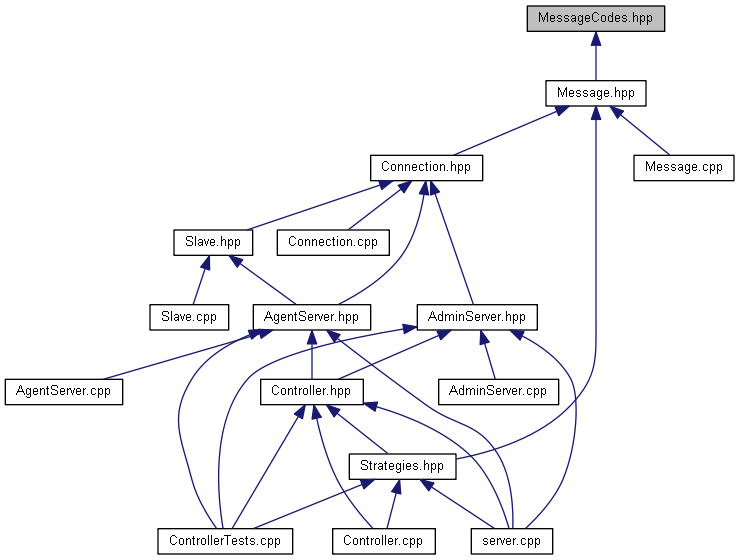 MessageCodes.hpp
Message.hpp
Connection.hpp
Message.cpp
Slave.hpp
Connection.cpp
Slave.cpp
AgentServer.hpp
AdminServer.hpp
AgentServer.cpp
Controller.hpp
AdminServer.cpp
Strategies.hpp
ControllerTests.cpp
Controller.cpp
server.cpp